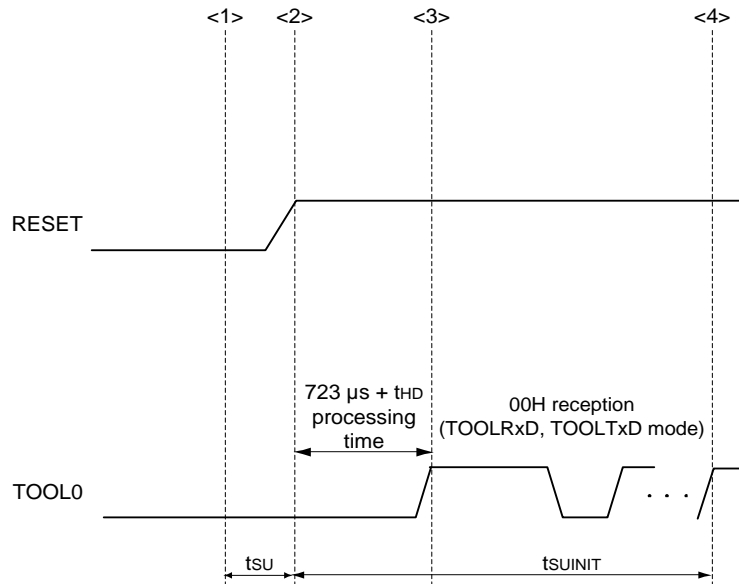 <1> <2> <3> <4>
RESET
723 µs + tHD
processing
time
00H reception
(TOOLRxD, TOOLTxD mode)
TOOL0
. . .
tSU tSUINIT